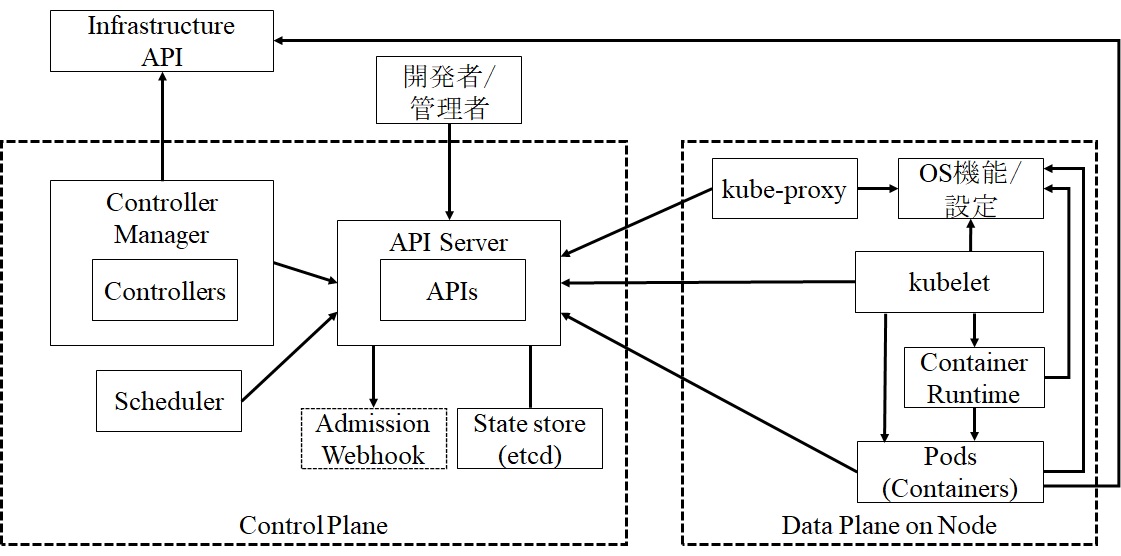 Infrastructure
API
開発者/
管理者
Controller
Manager
Controllers
Scheduler
API Server
APIs
Admission
Webhook
State store
(etcd)
Control Plane
kube-proxy
OS機能/
設定
kubelet
Container
Runtime
Pods
(Containers)
Data Plane on Node